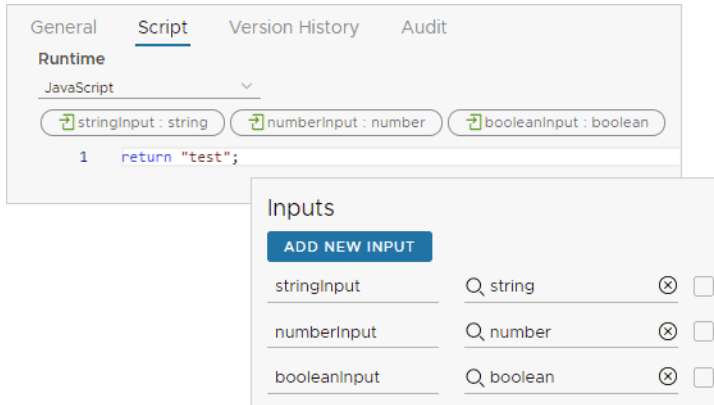 General Script Version History Audit
Runtime
JavaScript
stringInput : string numberInput : number booleanInput : boolean
1 return "test";
Inputs
ADD NEW INPUT
stringInput string
numberInput number
booleanInput boolean